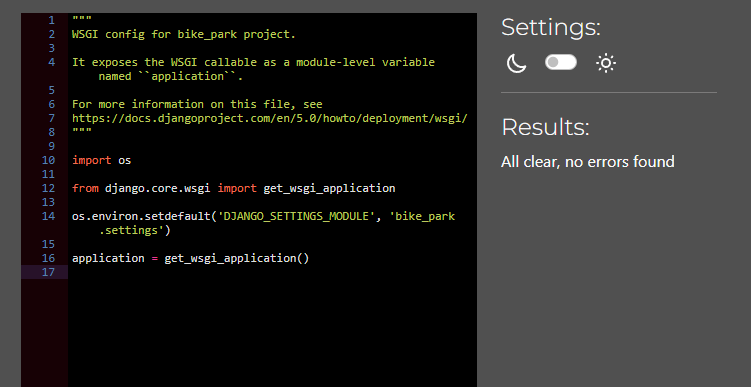 1 """
2 WSGI config for bike_park project.
3
4 It exposes the WSGI callable as a module-level variable
named ``application``.
5
6 For more information on this file, see
7 https://docs.djangoproject.com/en/5.0/howto/deployment/wsgi/
8 """
9
10 import os
11
12 from django.core.wsgi import get_wsgi_application
13
14 os.environ.setdefault('DJANGO_SETTINGS_MODULE', 'bike_park
.settings')
15
16 application = get_wsgi_application()
17
Settings:
Results:
All clear, no errors found